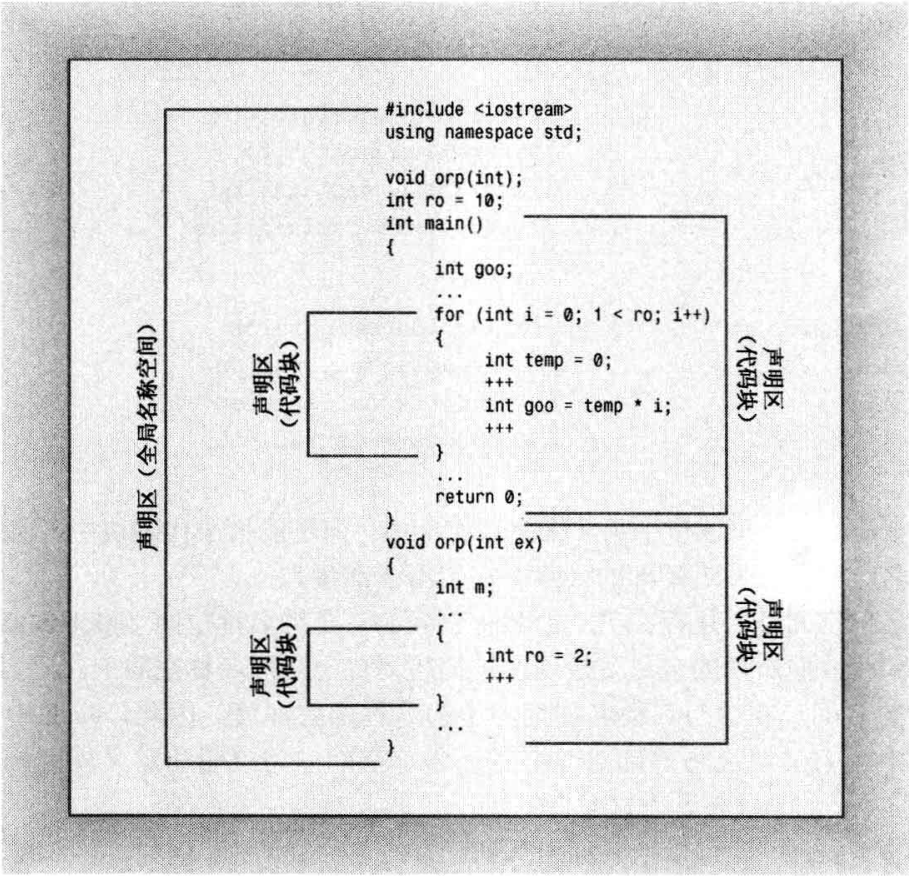 #include <iostream>
using namespace std;
void orp(int);
int ro = 10;
int main()
{
int goo;
...
for (int i = 0; 1 < ro; i++)
{
int temp = 0;
+++
int goo = temp * i;
+++
}
...
return 0;
}
void orp(int ex)
{
int m;
...
{
int ro = 2;
+++
}
...
}
声明区（全局名称空间）
声明区
（代码块）
声明区
（代码块）
声明区
（代码块）
声明区
（代码块）